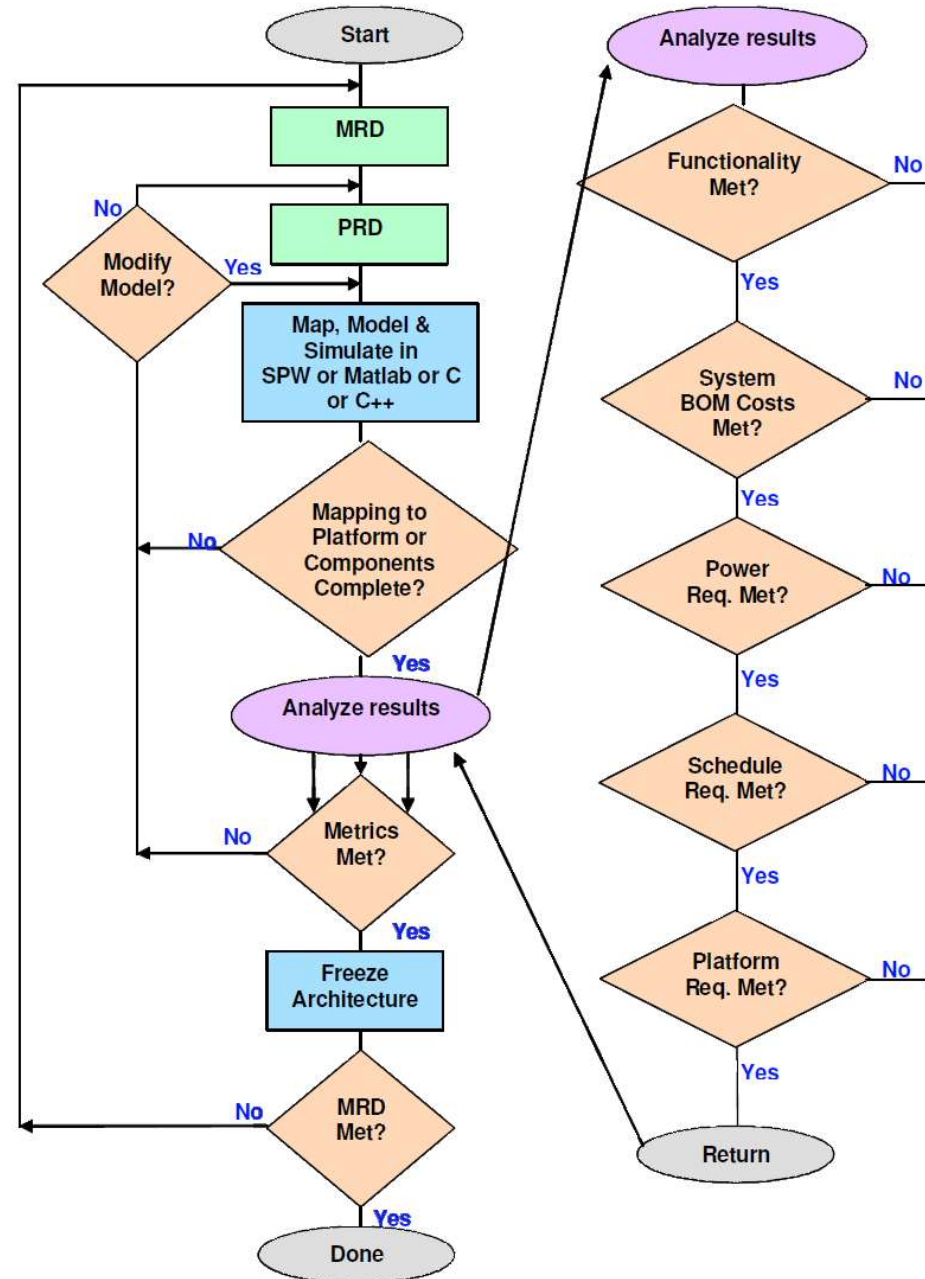 Start
MRD
No
PRD
Modify
Model?
Yes
Map, Model &
Simulate in
SPW or Matlab or C
or C++
Mapping to
Platform or
Components
Complete?
No
Yes
Analyze results
Metrics
Met?
No
Yes
Freeze
Architecture
MRD
Met?
No
Yes
Done
Analyze results
Functionality
Met?
No
Yes
System
BOM Costs
Met?
No
Yes
Power
Req. Met?
No
Yes
Schedule
Req. Met?
No
Yes
Platform
Req. Met?
No
Yes
Return